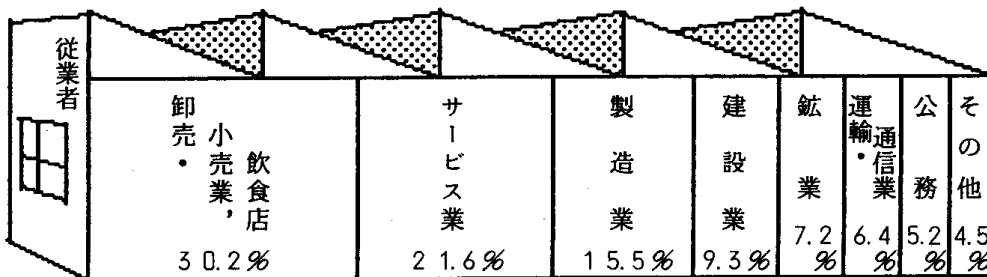 従業者
卸売・
小売業，
飲食店
30.2%
サービス業
21.6%
製造業
15.5%
建設業
9.3%
鉱業
7.2
%
運輸・
通信業
6.4
%
公務
5.2
%
その他
4.5
%